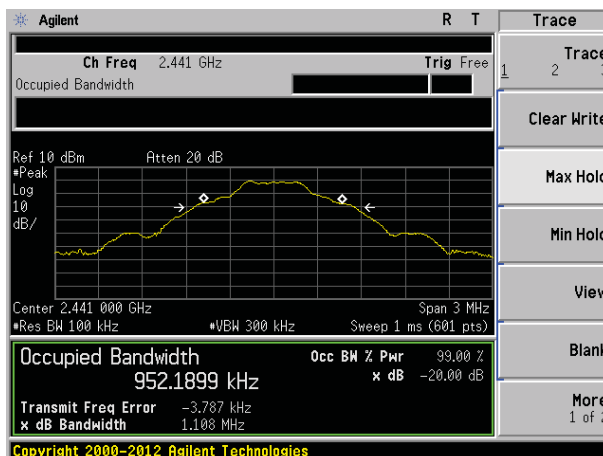 Agilent R T Trace
Ch Freq 2.441 GHz Trig Free
Occupied Bandwidth
Trace
1 2
Clear Write
Max Hold
Min Hold
View
Blank
More
1 of 2
Ref 10 dBm Atten 20 dB
#Peak
Log
10
dB/
Center 2.441 000 GHz Span 3 MHz
#Res BW 100 kHz #VBW 300 kHz Sweep 1 ms (601 pts)
Occupied Bandwidth Occ BW % Pwr 99.00 %
952.1899 kHz x dB -20.00 dB
Transmit Freq Error -3.787 kHz
x dB Bandwidth 1.108 MHz
Copyright 2000-2012 Agilent Technologies